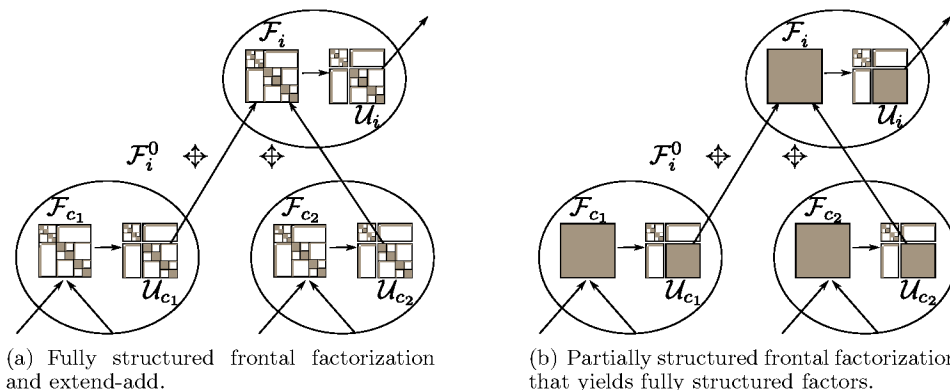 𝓕ᵢ
𝓤ᵢ
𝓕ᵢ⁰
𝓕c₁
𝓤c₁
𝓕c₂
𝓤c₂
(a) Fully structured frontal factorization
and extend-add.
𝓕ᵢ
𝓤ᵢ
𝓕ᵢ⁰
𝓕c₁
𝓤c₁
𝓕c₂
𝓤c₂
(b) Partially structured frontal factorization
that yields fully structured factors.